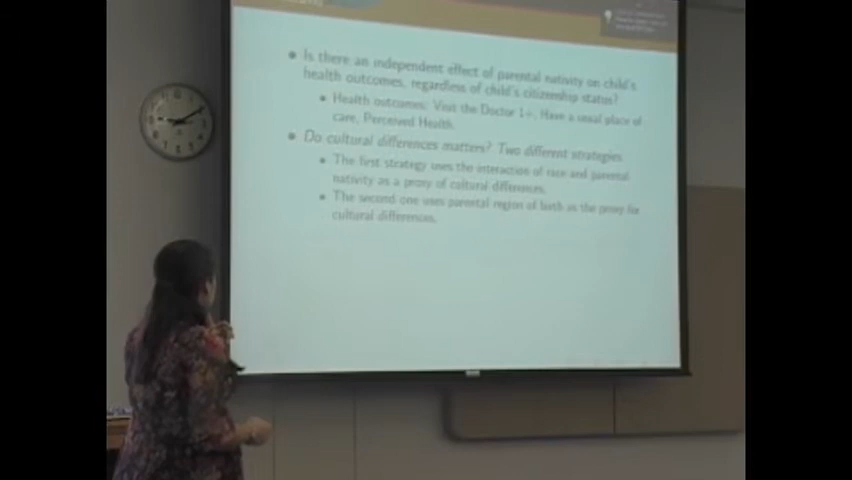 Is there an independent effect of parental nativity on child's
health outcomes, regardless of child's citizenship status?
Health outcomes: Visit the Doctor 1+, Have a usual place of
care, Perceived Health.
Do cultural differences matters? Two different strategies
The first strategy uses the interaction of race and parental
nativity as a proxy of cultural differences.
The second one uses parental region of birth as the proxy for
cultural differences.